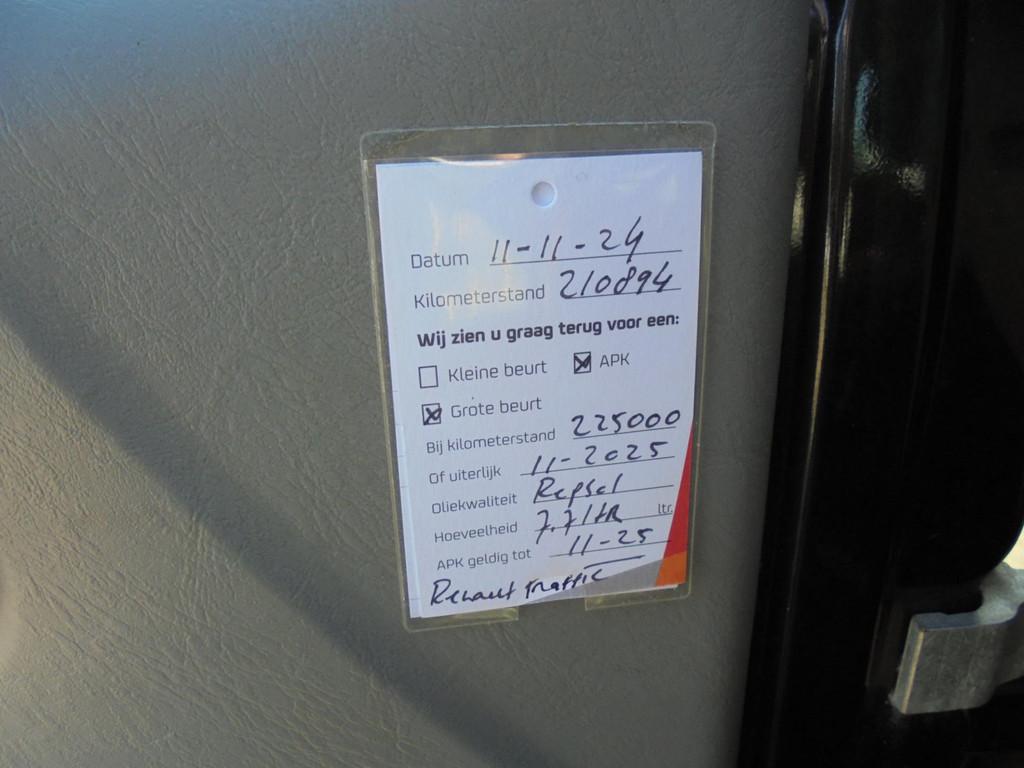 Datum 11-11-24
Kilometerstand 210894
Wij zien u graag terug voor een:
Kleine beurt APK
Grote beurt
Bij kilometerstand 225000
Of uiterlijk 11-2025
Oliekwaliteit Repsol
Hoeveelheid 7.7 ltr ltr.
APK geldig tot 11-25
Renault traffic